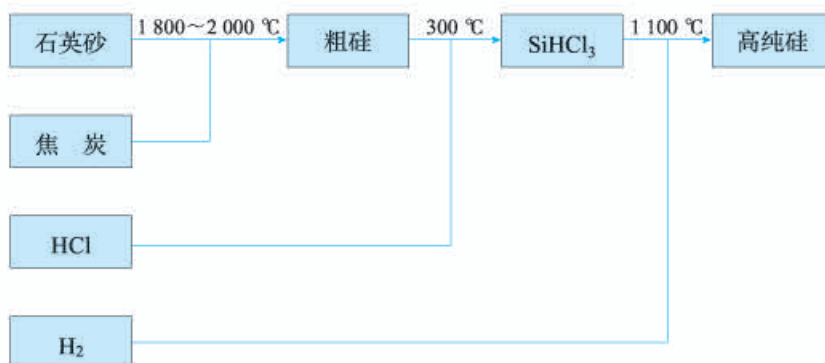 石英砂
1 800～2 000 ℃
粗硅
300 ℃
SiHCl₃
1 100 ℃
高纯硅
焦 炭
HCl
H₂